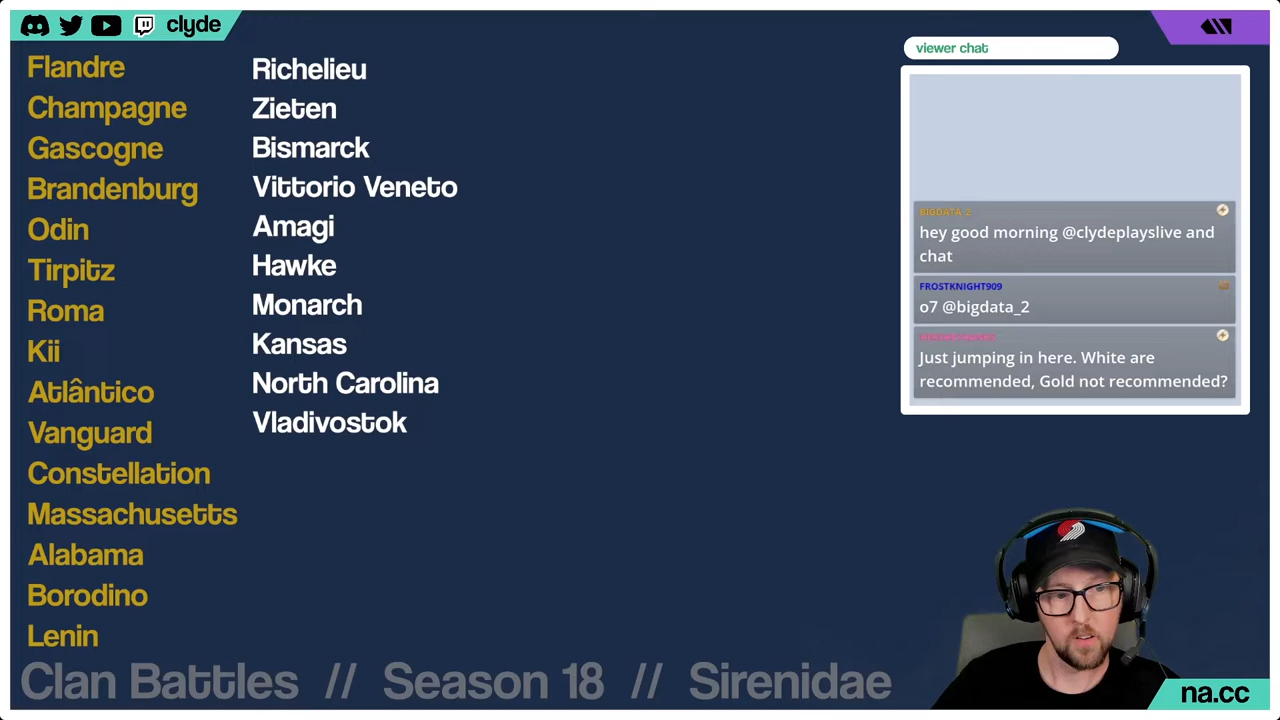 clyde
Flandre
Champagne
Gascogne
Brandenburg
Odin
Tirpitz
Roma
Kii
Atlântico
Vanguard
Constellation
Massachusetts
Alabama
Borodino
Lenin
Richelieu
Zieten
Bismarck
Vittorio Veneto
Amagi
Hawke
Monarch
Kansas
North Carolina
Vladivostok
viewer chat
BIGDATA_2
hey good morning @clydeplayslive and
chat
FROSTKNIGHT909
o7 @bigdata_2
Just jumping in here. White are
recommended, Gold not recommended?
Clan Battles // Season 18 // Sirenidae
na.cc